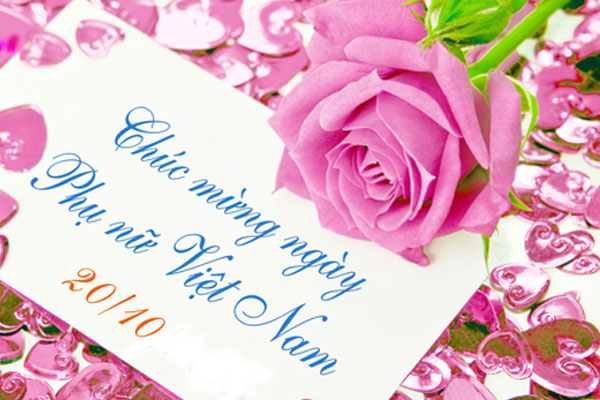 Chúc mừng ngày
Phụ nữ Việt Nam
20/10